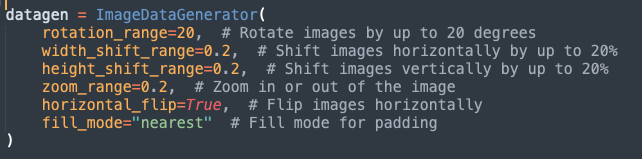 datagen = ImageDataGenerator(
    rotation_range=20,  # Rotate images by up to 20 degrees
    width_shift_range=0.2,  # Shift images horizontally by up to 20%
    height_shift_range=0.2,  # Shift images vertically by up to 20%
    zoom_range=0.2,  # Zoom in or out of the image
    horizontal_flip=True,  # Flip images horizontally
    fill_mode="nearest"  # Fill mode for padding
)